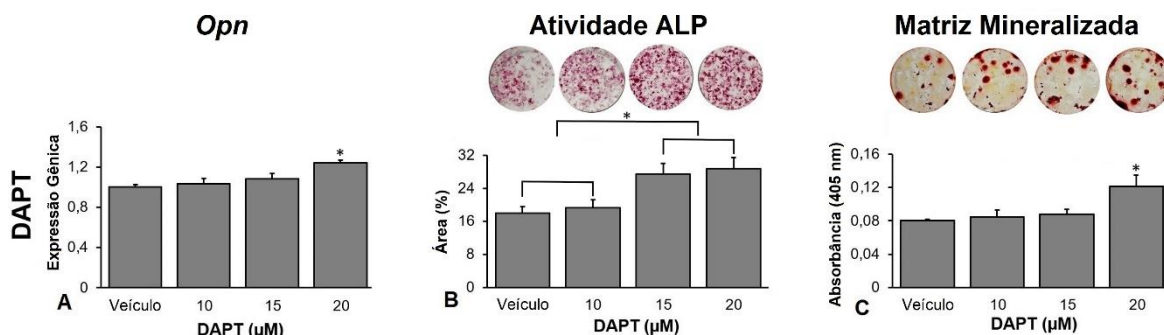 Opn
Atividade ALP
Matriz Mineralizada
DAPT
Expressão Gênica
1,6
1,2
0,8
0,4
0
*
Veículo 10 15 20
DAPT (µM)
A
Área (%)
32
24
16
8
0
*
Veículo 10 15 20
DAPT (µM)
B
Absorbância (405 nm)
0,16
0,12
0,08
0,04
0,00
*
Veículo 10 15 20
DAPT (µM)
C